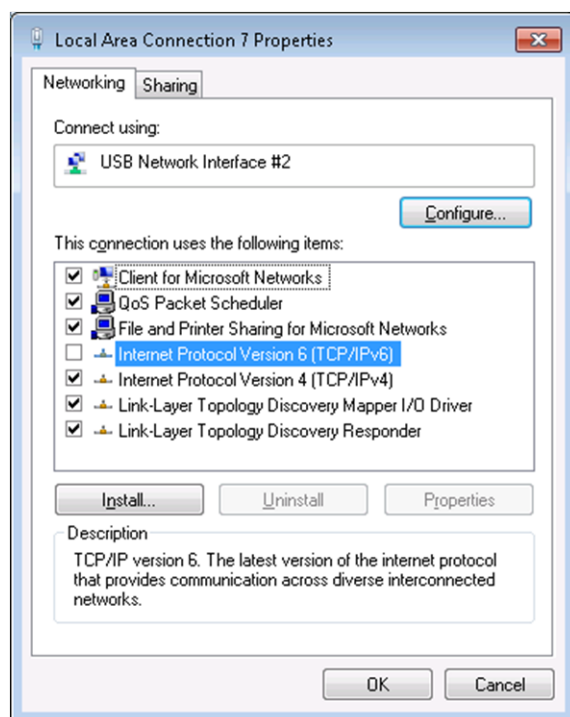 Local Area Connection 7 Properties
Networking
Sharing
Connect using:
USB Network Interface #2
Configure...
This connection uses the following items:
Client for Microsoft Networks
QoS Packet Scheduler
File and Printer Sharing for Microsoft Networks
Internet Protocol Version 6 (TCP/IPv6)
Internet Protocol Version 4 (TCP/IPv4)
Link-Layer Topology Discovery Mapper I/O Driver
Link-Layer Topology Discovery Responder
Install...
Uninstall
Properties
Description
TCP/IP version 6. The latest version of the internet protocol
that provides communication across diverse interconnected
networks.
OK
Cancel